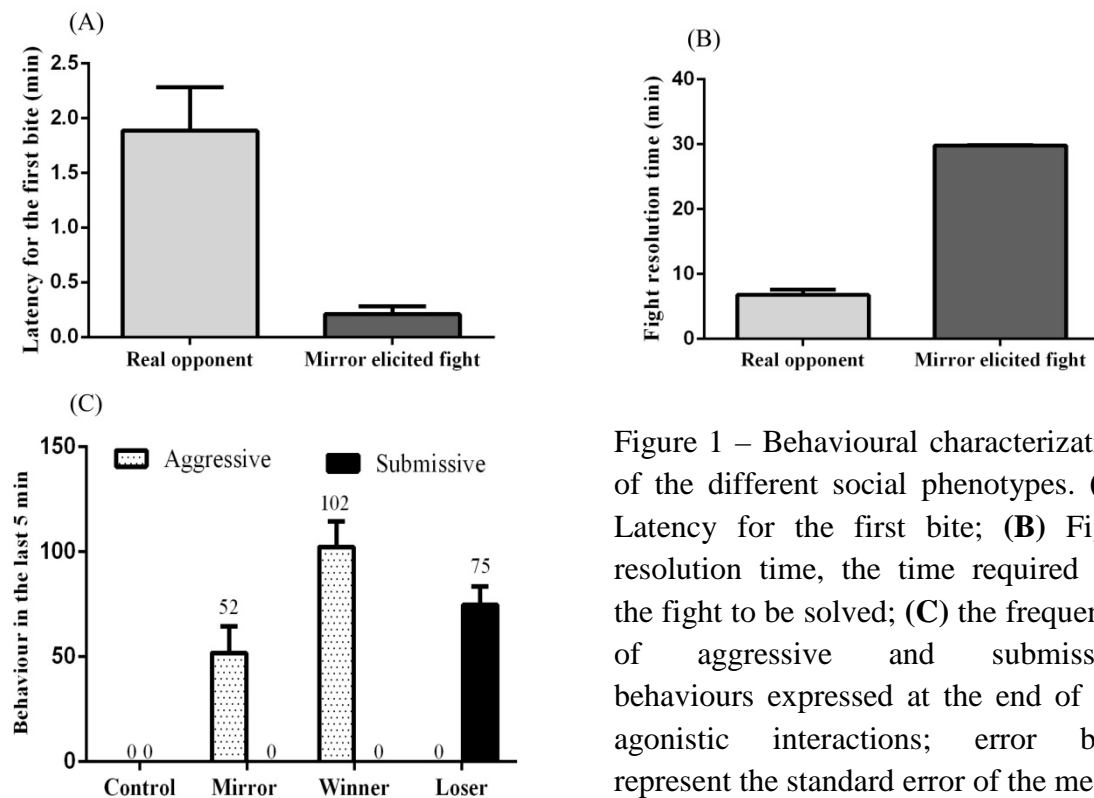 (A)
Latency for the first bite (min)
2.5
2.0
1.5
1.0
0.5
0.0
Real opponent Mirror elicited fight
(B)
Fight resolution time (min)
40
30
20
10
0
Real opponent Mirror elicited fight
(C)
Behaviour in the last 5 min
150
100
50
0
Aggressive Submissive
0 0
52
0
102
0
0
75
Control Mirror Winner Loser
Figure 1 – Behavioural characterizati
of the different social phenotypes. (
Latency for the first bite; (B) Fig
resolution time, the time required
the fight to be solved; (C) the frequen
of aggressive and submiss
behaviours expressed at the end of
agonistic interactions; error b
represent the standard error of the me